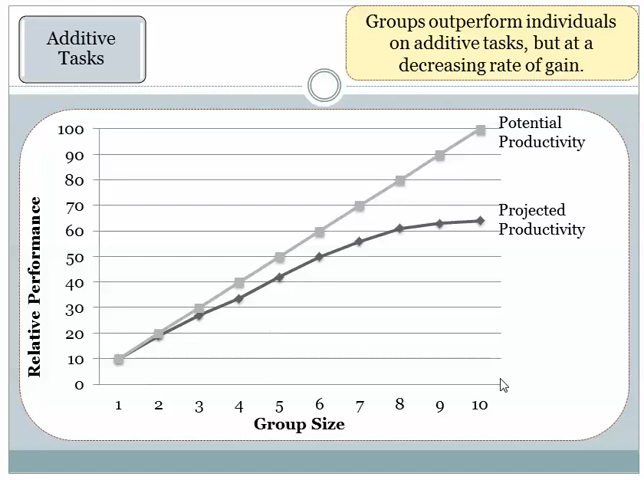 Additive
Tasks
Groups outperform individuals
on additive tasks, but at a
decreasing rate of gain.
Relative Performance
100
90
80
70
60
50
40
30
20
10
0
Potential
Productivity
Projected
Productivity
1 2 3 4 5 6 7 8 9 10
Group Size